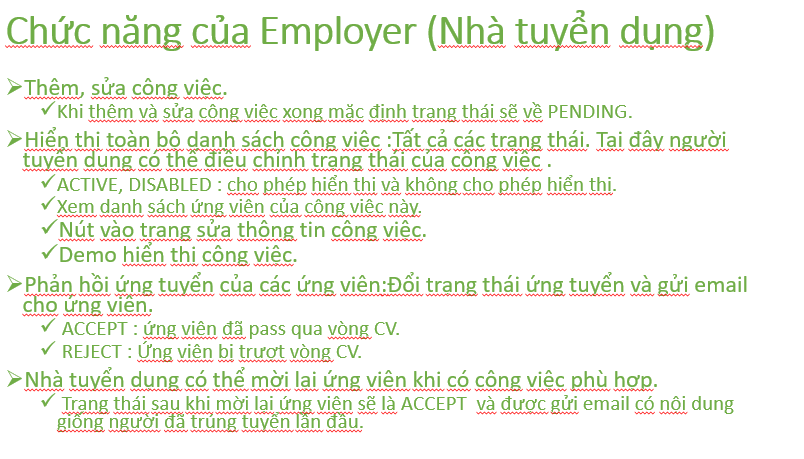 Chức năng của Employer (Nhà tuyển dụng)
➢Thêm, sửa công việc.
✓Khi thêm và sửa công việc xong mặc định trạng thái sẽ về PENDING.
➢Hiển thị toàn bộ danh sách công việc :Tất cả các trạng thái. Tại đây người
tuyển dụng có thể điều chỉnh trạng thái của công việc .
✓ACTIVE, DISABLED : cho phép hiển thị và không cho phép hiển thị.
✓Xem danh sách ứng viên của công việc này.
✓Nút vào trang sửa thông tin công việc.
✓Demo hiển thị công việc.
➢Phản hồi ứng tuyển của các ứng viên:Đổi trạng thái ứng tuyển và gửi email
cho ứng viên.
✓ ACCEPT : ứng viên đã pass qua vòng CV.
✓ REJECT : Ứng viên bị trượt vòng CV.
➢Nhà tuyển dụng có thể mời lại ứng viên khi có công việc phù hợp.
✓ Trạng thái sau khi mời lại ứng viên sẽ là ACCEPT và được gửi email có nội dung
giống người đã trúng tuyển lần đầu.